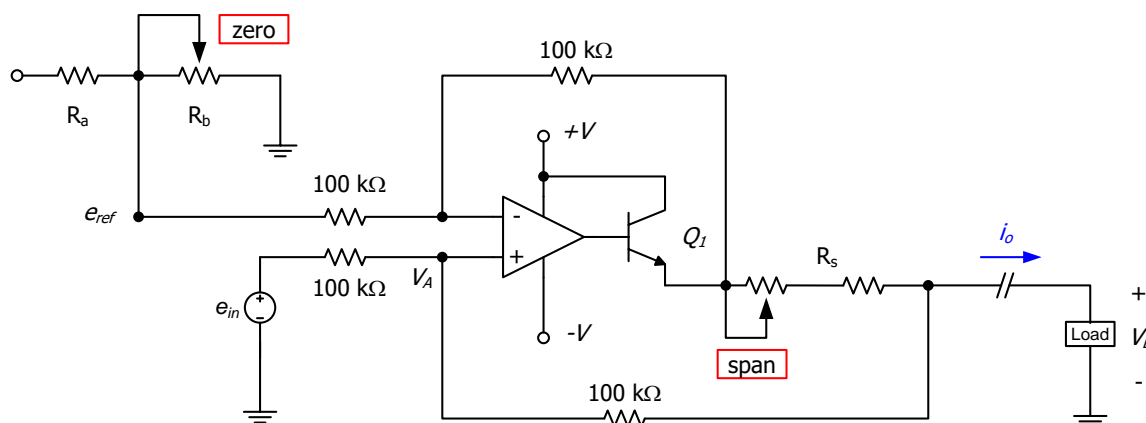 zero
100 kΩ
Ra
Rb
+V
100 kΩ
eref
-
Q1
io
Rs
+
VA
100 kΩ
ein
+
-
-V
span
Load
+
-
100 kΩ